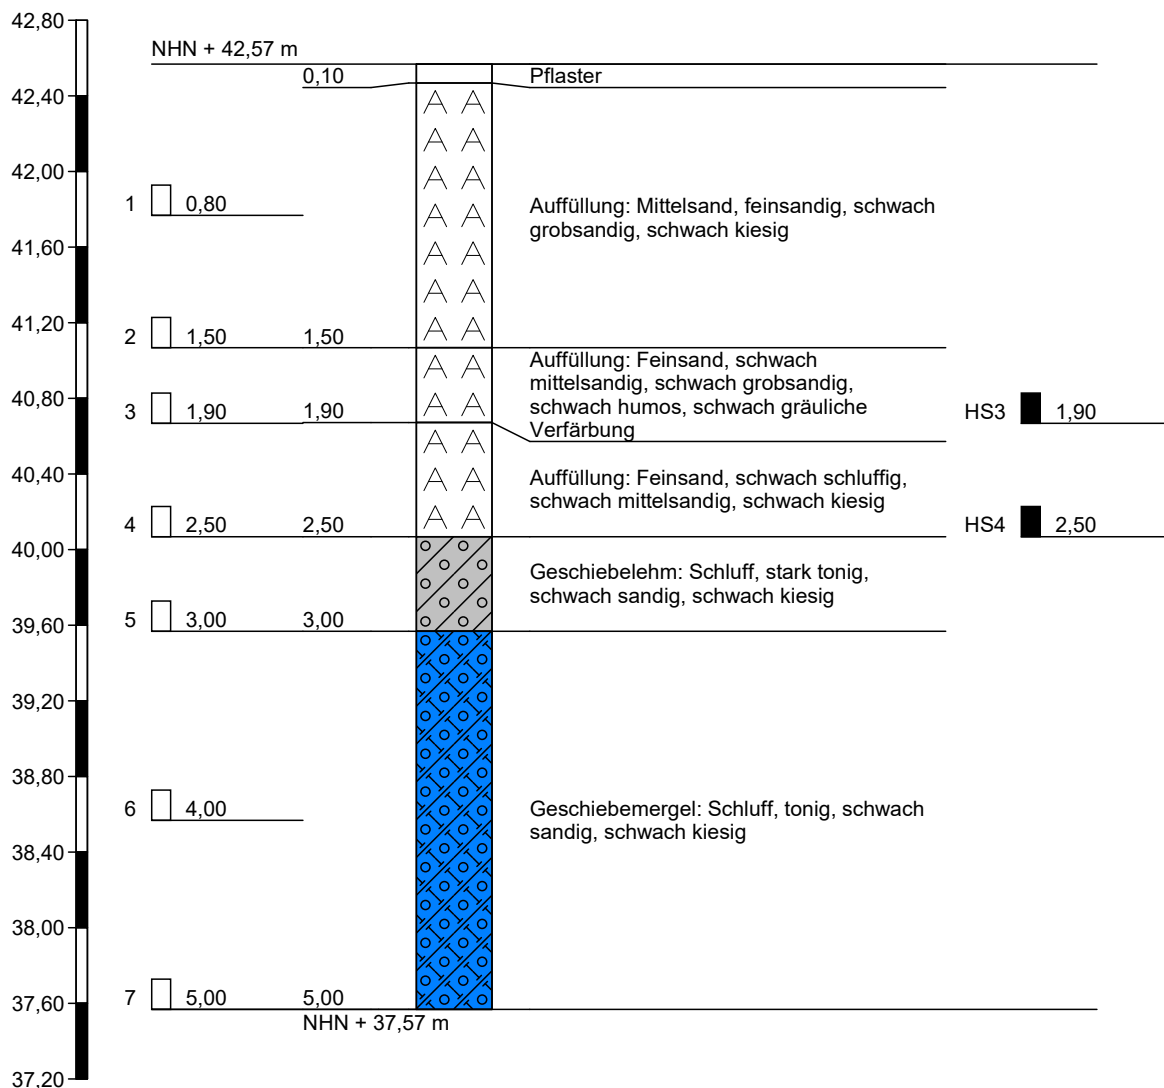 42,80
NHN + 42,57 m
0,10 Pflaster
42,40
42,00
1 0,80
Auffüllung: Mittelsand, feinsandig, schwach
grobsandig, schwach kiesig
41,60
41,20
2 1,50 1,50
Auffüllung: Feinsand, schwach
mittelsandig, schwach grobsandig,
schwach humos, schwach gräuliche
Verfärbung
40,80
3 1,90 1,90
HS3 1,90
40,40
Auffüllung: Feinsand, schwach schluffig,
schwach mittelsandig, schwach kiesig
4 2,50 2,50
HS4 2,50
40,00
Geschiebelehm: Schluff, stark tonig,
schwach sandig, schwach kiesig
39,60
5 3,00 3,00
39,20
38,80
6 4,00
Geschiebemergel: Schluff, tonig, schwach
sandig, schwach kiesig
38,40
38,00
37,60
7 5,00 5,00
NHN + 37,57 m
37,20